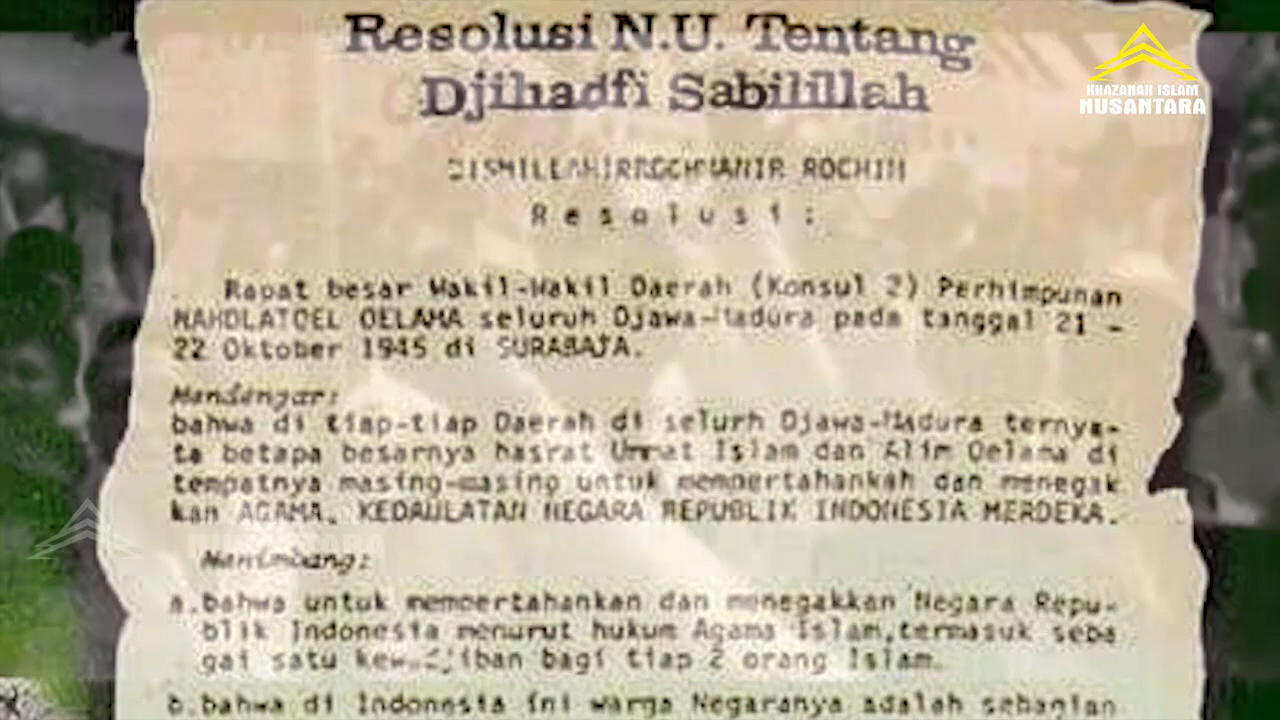 Resolusi N.U. Tentang
Djihadfi Sabilillah
KHAZANAH ISLAM
NUSANTARA
BISMILLAHIRROCHMANIR ROCHIM
Resolusi :
Rapat besar Wakil-Wakil Daerah (Konsul 2) Perhimpunan
NAHDLATOEL OELAMA seluruh Djawa-Madura pada tanggal 21 -
22 Oktober 1945 di SURABAJA.
Mendengar:
bahwa di tiap-tiap Daerah di selurh Djawa-Madura ternya-
ta betapa besarnya hasrat Ummat Islam dan Alim Oelama di
tempatnya masing-masing untuk mempertahankah dan menegak
kan AGAMA, KEDAULATAN NEGARA REPUBLIK INDONESIA MERDEKA.
Menimbang:
a.bahwa untuk mempertahankan dan menegakkan Negara Repu-
blik Indonesia menurut hukum Agama Islam,termasuk seba
gai satu kewadjiban bagi tiap 2 orang Islam.
b.bahwa di Indonesta ini warga Negaranya adalah sebagian